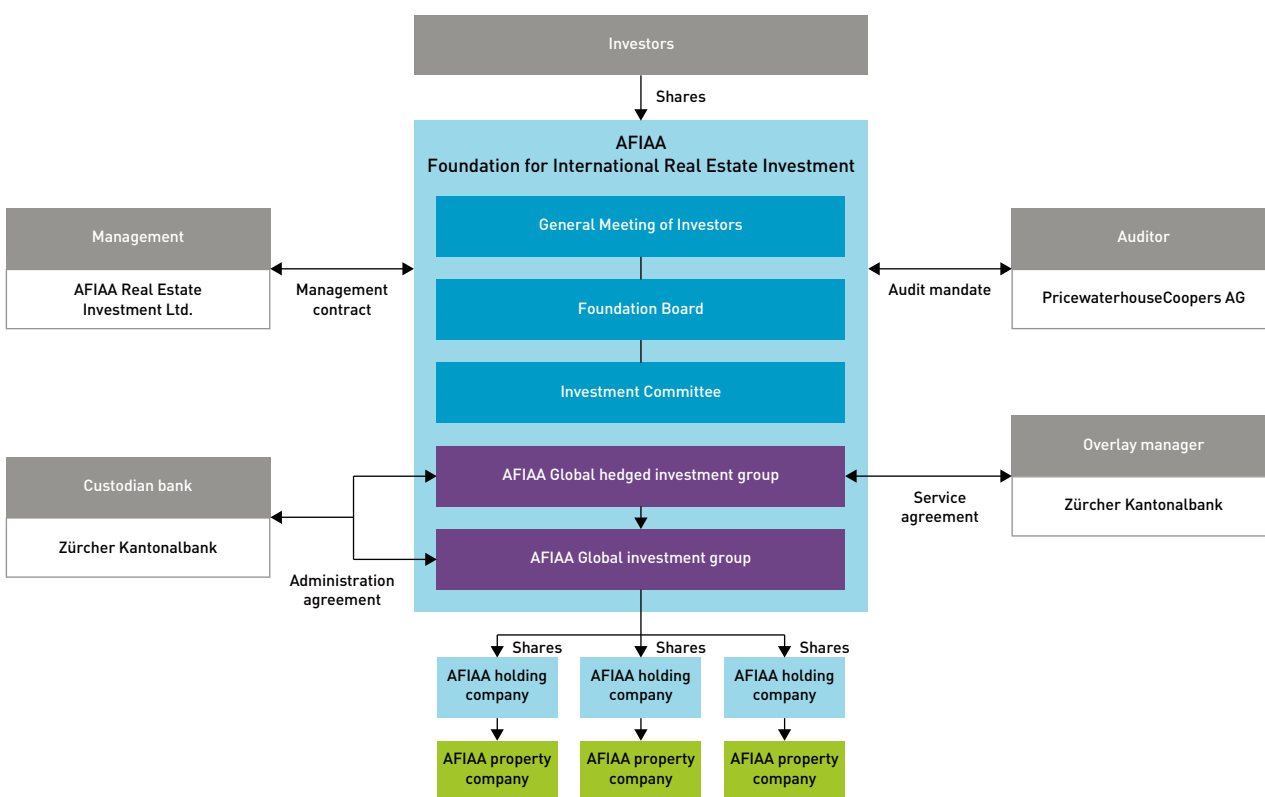 Investors
Shares
AFIAA
Foundation for International Real Estate Investment
General Meeting of Investors
Management
AFIAA Real Estate
Investment Ltd.
Management
contract
Foundation Board
Audit mandate
Auditor
PricewaterhouseCoopers AG
Investment Committee
Custodian bank
Zürcher Kantonalbank
Administration
agreement
AFIAA Global hedged investment group
AFIAA Global investment group
Service
agreement
Overlay manager
Zürcher Kantonalbank
Shares
Shares
Shares
AFIAA holding
company
AFIAA holding
company
AFIAA holding
company
AFIAA property
company
AFIAA property
company
AFIAA property
company